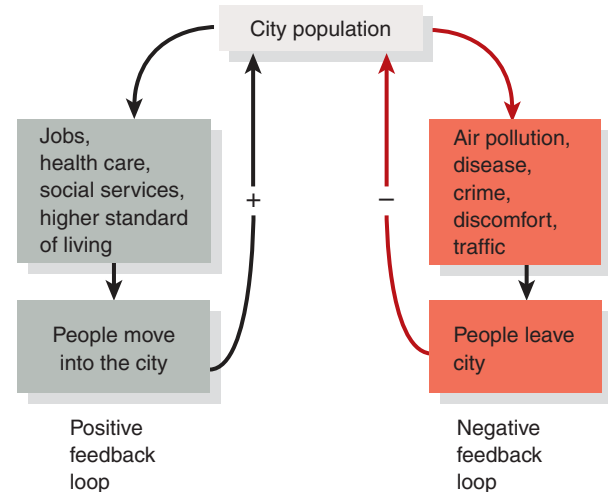 City population
Jobs,
health care,
social services,
higher standard
of living
+
People move
into the city
Positive
feedback
loop
Air pollution,
disease,
crime,
discomfort,
traffic
−
People leave
city
Negative
feedback
loop